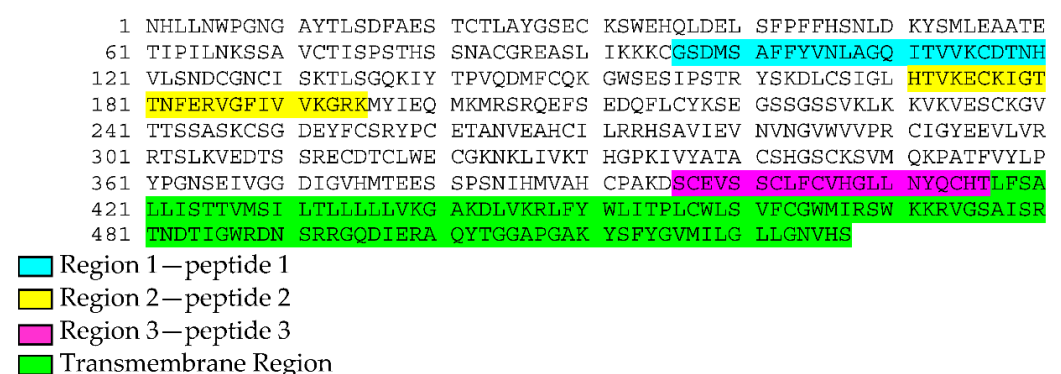 1 NHLLNWPGNG AYTLSDFAES TCTLAYGSEC KSWEHQLDEL SFPFFHSNLD KYSMLEAATE
61 TIPILNKSSA VCTISPSTHS SNACGREASL IKKKCGSDMS AFFYVNLAGQ ITVVKCDTNH
121 VLSNDCGNCI SKTLSGQKIY TPVQDMFCQK GWSESIPSTR YSKDLCSIGL HTVKECKIGT
181 TNFERVGFIV VKGRKMYIEQ MKMRSRQEFS EDQFLCYKSE GSSGSSVKLK KVKVESCKGV
241 TTSSASKCSG DEYFCSRYPC ETANVEAHCI LRRHSAVIEV NVNGVWVVPR CIGYEEVLVR
301 RTSLKVEDTS SRECDTCLWE CGKNKLIVKT HGPKIVYATA CSHGSCKSVM QKPATFVYLP
361 YPGNSEIVGG DIGVHMTEES SPSNIHMVAH CPAKDSCEVS SCLFCVHGLL NYQCHTLFSA
421 LLISTTVMSI LTLLLLLVKG AKDLVKRLFY WLITPLCWLS VFCGWMIRSW KKRVGSAISR
481 TNDTIGWRDN SRRGQDIERA QYTGGAPGAK YSFYGVMILG LLGNVHS
Region 1—peptide 1
Region 2—peptide 2
Region 3—peptide 3
Transmembrane Region